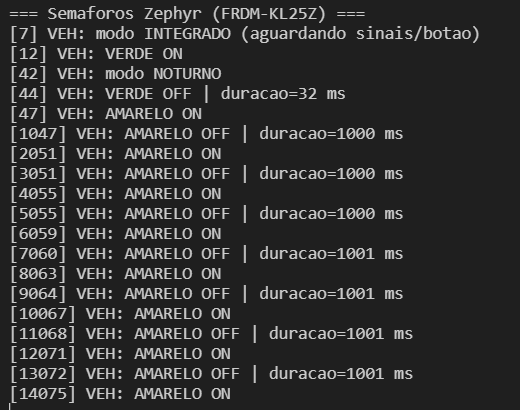 === Semaforos Zephyr (FRDM-KL25Z) ===
[7] VEH: modo INTEGRADO (aguardando sinais/botao)
[12] VEH: VERDE ON
[42] VEH: modo NOTURNO
[44] VEH: VERDE OFF | duracao=32 ms
[47] VEH: AMARELO ON
[1047] VEH: AMARELO OFF | duracao=1000 ms
[2051] VEH: AMARELO ON
[3051] VEH: AMARELO OFF | duracao=1000 ms
[4055] VEH: AMARELO ON
[5055] VEH: AMARELO OFF | duracao=1000 ms
[6059] VEH: AMARELO ON
[7060] VEH: AMARELO OFF | duracao=1001 ms
[8063] VEH: AMARELO ON
[9064] VEH: AMARELO OFF | duracao=1001 ms
[10067] VEH: AMARELO ON
[11068] VEH: AMARELO OFF | duracao=1001 ms
[12071] VEH: AMARELO ON
[13072] VEH: AMARELO OFF | duracao=1001 ms
[14075] VEH: AMARELO ON